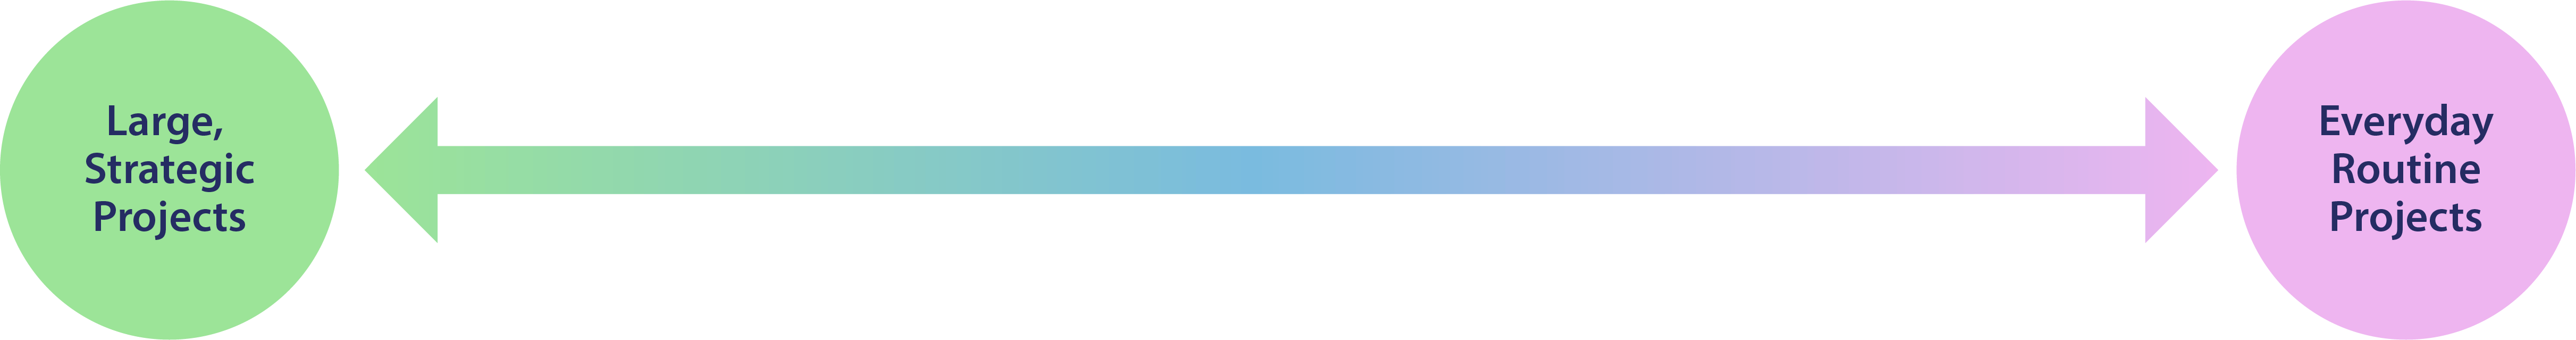 Large,
Strategic
Projects
Everyday
Routine
Projects